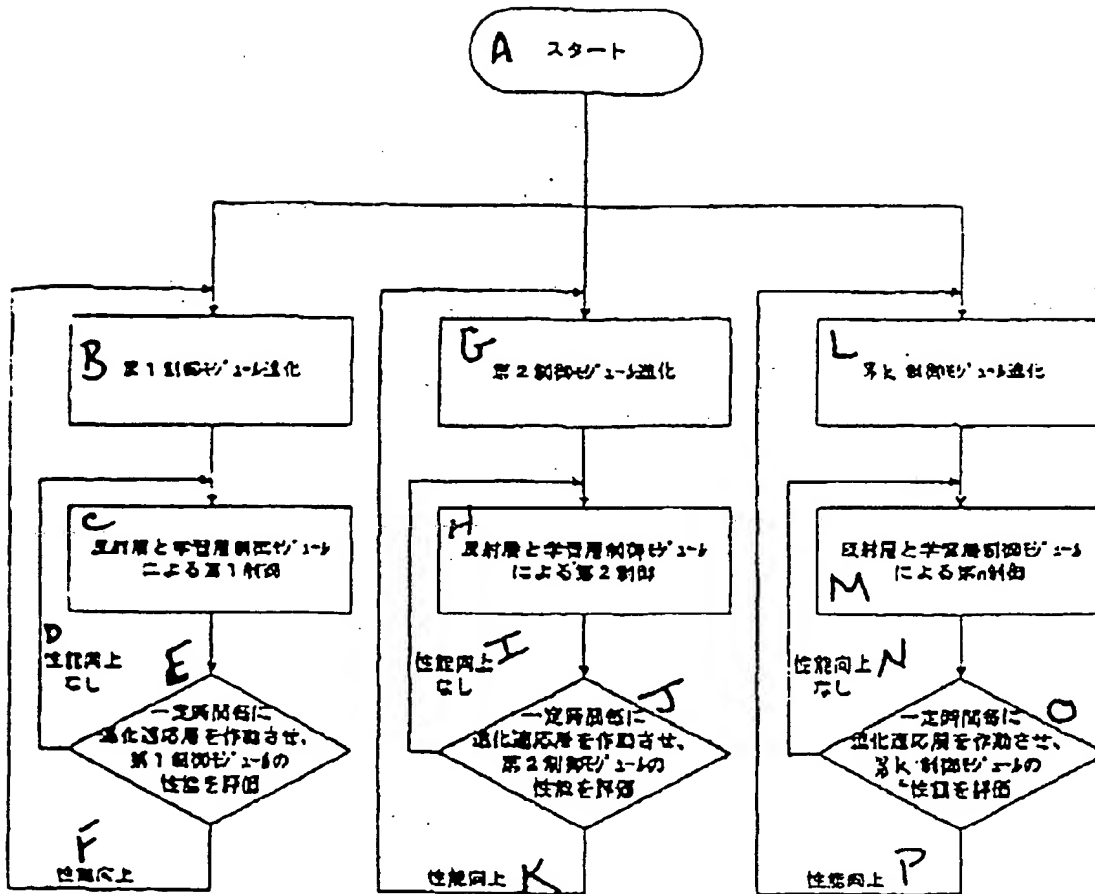 A スタート
B 第1制御モジュール進化
C
反射層と学習層制御モジュール
による第1制御
D
性能向上
なし
E
一定時間毎に
進化適応層を作動させ、
第1制御モジュールの
性能を評価
F
性能向上
G
第2制御モジュール進化
H
反射層と学習層制御モジュール
による第2制御
I
性能向上
なし
J
一定時間毎に
進化適応層を作動させ、
第2制御モジュールの
性能を評価
性能向上 K
L
第k制御モジュール進化
反射層と学習層制御モジュール
による第n制御
M
性能向上 N
なし
O
一定時間毎に
進化適応層を作動させ、
第k制御モジュールの
性能を評価
性能向上 P